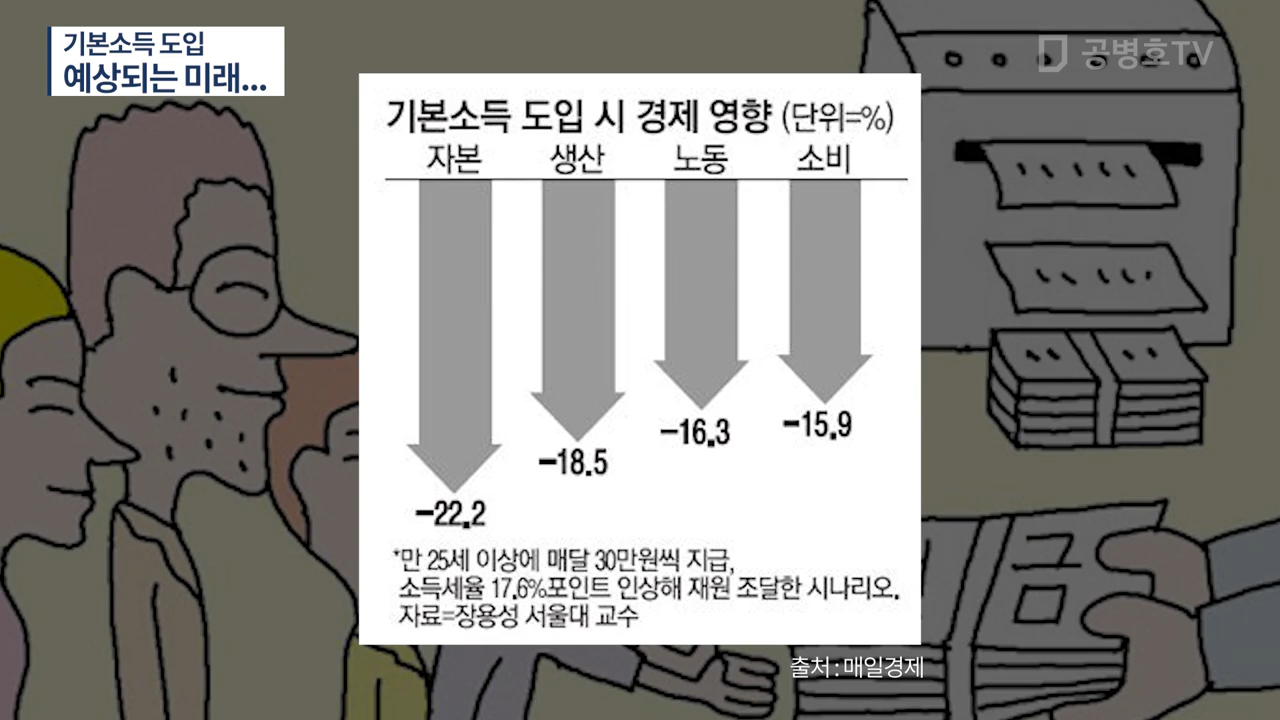 기본소득 도입
예상되는 미래...
공병호TV
기본소득 도입 시 경제 영향 (단위=%)
자본 생산 노동 소비
-22.2 -18.5 -16.3 -15.9
*만 25세 이상에 매달 30만원씩 지급,
소득세율 17.6%포인트 인상해 재원 조달한 시나리오.
자료=장용성 서울대 교수
출처 : 매일경제